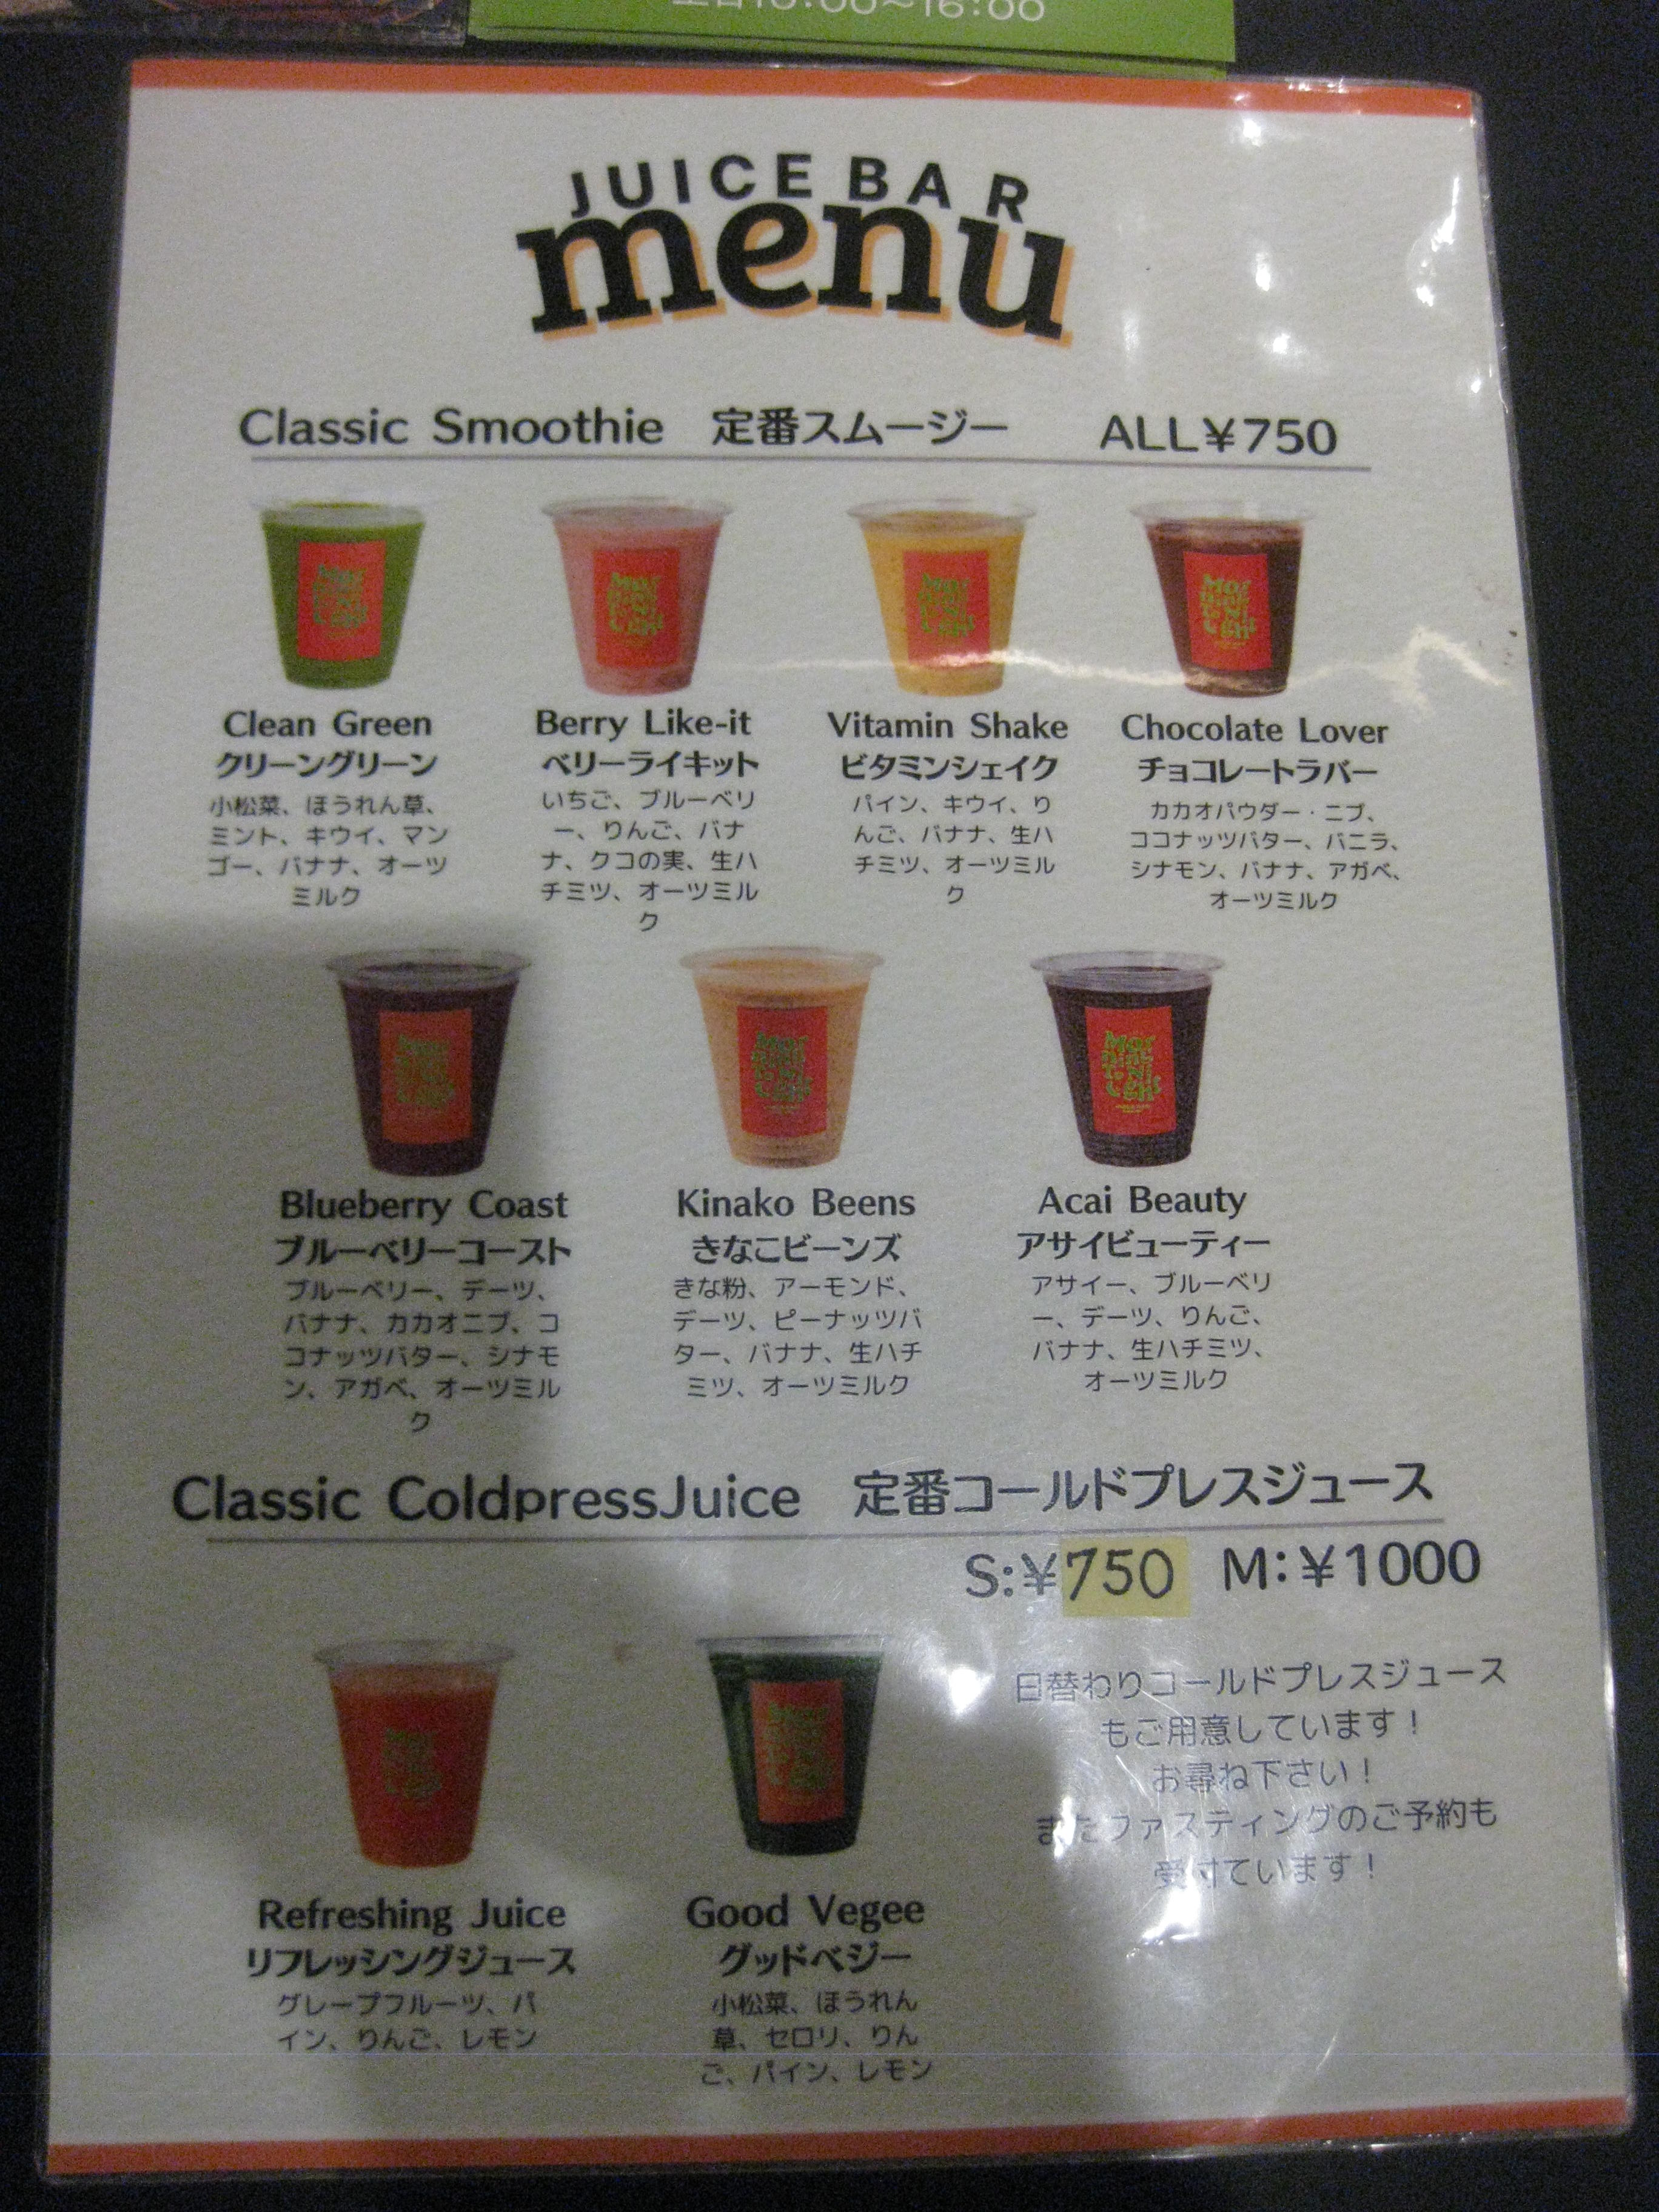 土日10:00〜16:00
JUICE BAR
menu
Classic Smoothie 定番スムージー ALL¥750
Clean Green
クリーングリーン
小松菜、ほうれん草、
ミント、キウイ、マン
ゴー、バナナ、オーツ
ミルク
Berry Like-it
ベリーライキット
いちご、ブルーベリ
ー、りんご、バナ
ナ、クコの実、生ハ
チミツ、オーツミル
ク
Vitamin Shake
ビタミンシェイク
パイン、キウイ、り
んご、バナナ、生ハ
チミツ、オーツミル
ク
Chocolate Lover
チョコレートラバー
カカオパウダー・ニブ、
ココナッツバター、バニラ、
シナモン、バナナ、アガベ、
オーツミルク
Blueberry Coast
ブルーベリーコースト
ブルーベリー、デーツ、
バナナ、カカオニブ、コ
コナッツバター、シナモ
ン、アガベ、オーツミル
ク
Kinako Beens
きなこビーンズ
きな粉、アーモンド、
デーツ、ピーナッツバ
ター、バナナ、生ハチ
ミツ、オーツミルク
Acai Beauty
アサイビューティー
アサイー、ブルーベリ
ー、デーツ、りんご、
バナナ、生ハチミツ、
オーツミルク
Classic ColdpressJuice 定番コールドプレスジュース
S:¥750 M:¥1000
Refreshing Juice
リフレッシングジュース
グレープフルーツ、パ
イン、りんご、レモン
Good Vegee
グッドベジー
小松菜、ほうれん
草、セロリ、りん
ご、パイン、レモン
日替わりコールドプレスジュース
もご用意しています!
お尋ね下さい!
またファスティングのご予約も
受付ています!